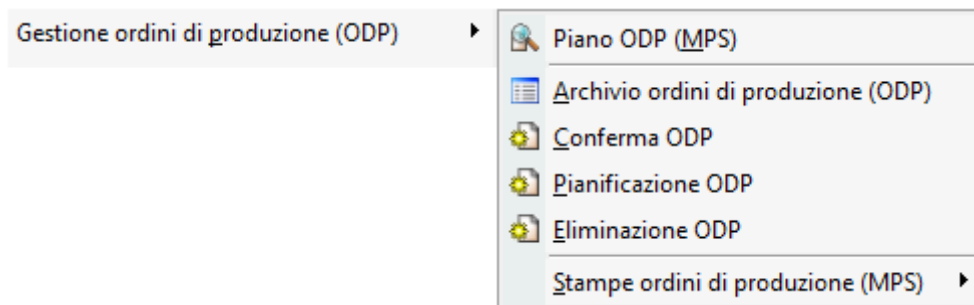 Gestione ordini di produzione (ODP)
Piano ODP (MPS)
Archivio ordini di produzione (ODP)
Conferma ODP
Pianificazione ODP
Eliminazione ODP
Stampe ordini di produzione (MPS)